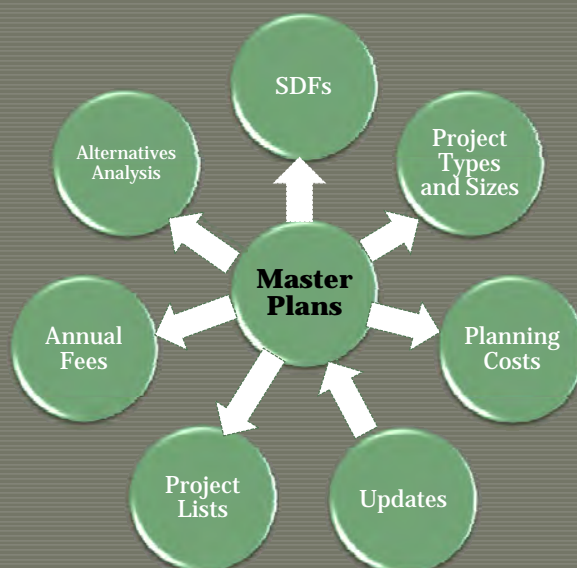 SDFs
Alternatives
Analysis
Project
Types
and Sizes
Master
Plans
Annual
Fees
Planning
Costs
Project
Lists
Updates